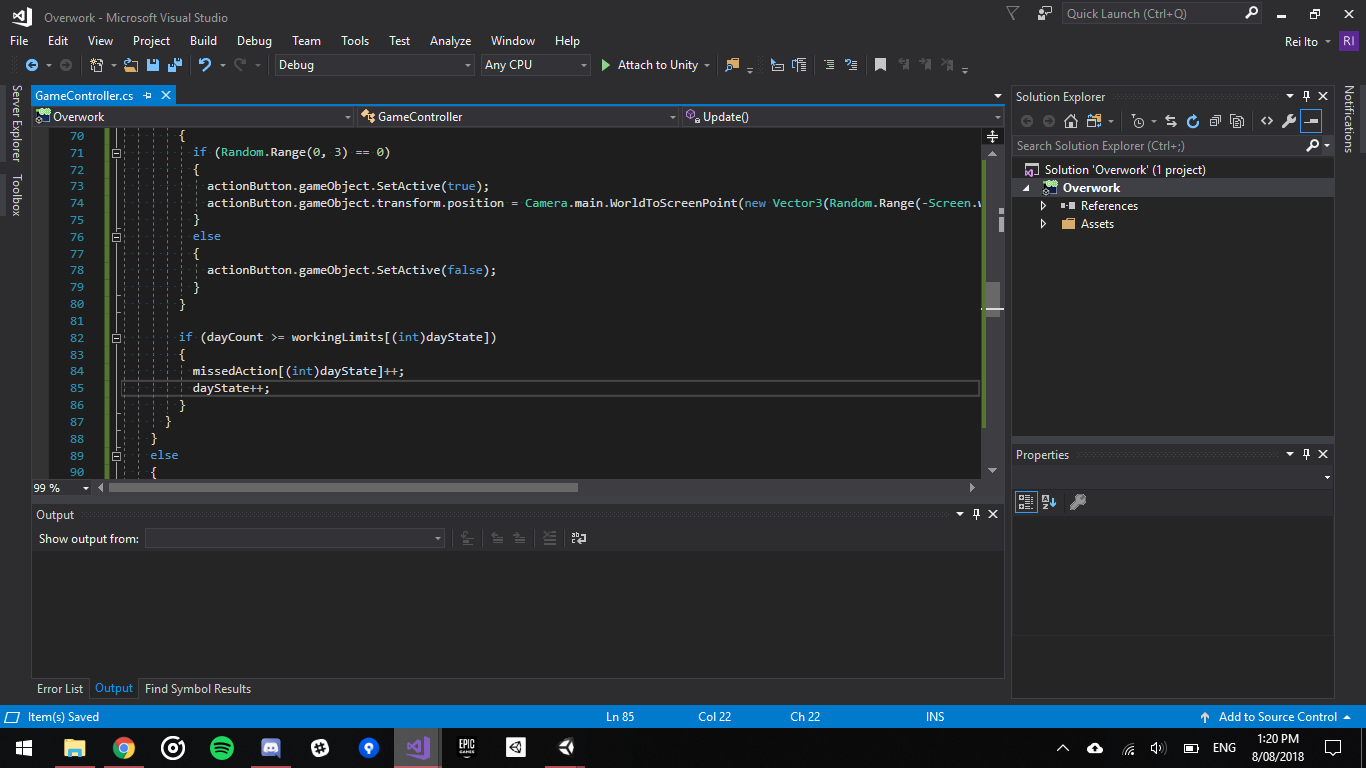 Overwork - Microsoft Visual Studio
Quick Launch (Ctrl+Q)
File Edit View Project Build Debug Team Tools Test Analyze Window Help
Rei Ito RI
Debug Any CPU Attach to Unity
Server Explorer
Toolbox
GameController.cs
Overwork GameController Update()
70 {
71 if (Random.Range(0, 3) == 0)
72 {
73 actionButton.gameObject.SetActive(true);
74 actionButton.gameObject.transform.position = Camera.main.WorldToScreenPoint(new Vector3(Random.Range(-Screen.
75 }
76 else
77 {
78 actionButton.gameObject.SetActive(false);
79 }
80 }
81
82 if (dayCount >= workingLimits[(int)dayState])
83 {
84 missedAction[(int)dayState]++;
85 dayState++;
86 }
87 }
88 }
89 else
90 {
99 %
Output
Show output from:
Error List Output Find Symbol Results
Solution Explorer
Search Solution Explorer (Ctrl+;)
Solution 'Overwork' (1 project)
Overwork
References
Assets
Properties
Notifications
Item(s) Saved Ln 85 Col 22 Ch 22 INS Add to Source Control
EPIC GAMES
ENG
1:20 PM
8/08/2018